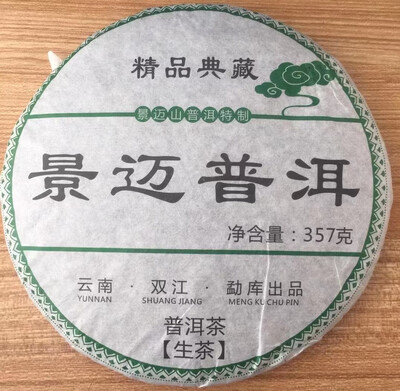 精品典藏
景迈山普洱特制
景迈普洱
净含量：357克
云南 · 双江 · 勐库出品
YUNNAN SHUANG JIANG MENG KU CHU PIN
普洱茶
【生茶】